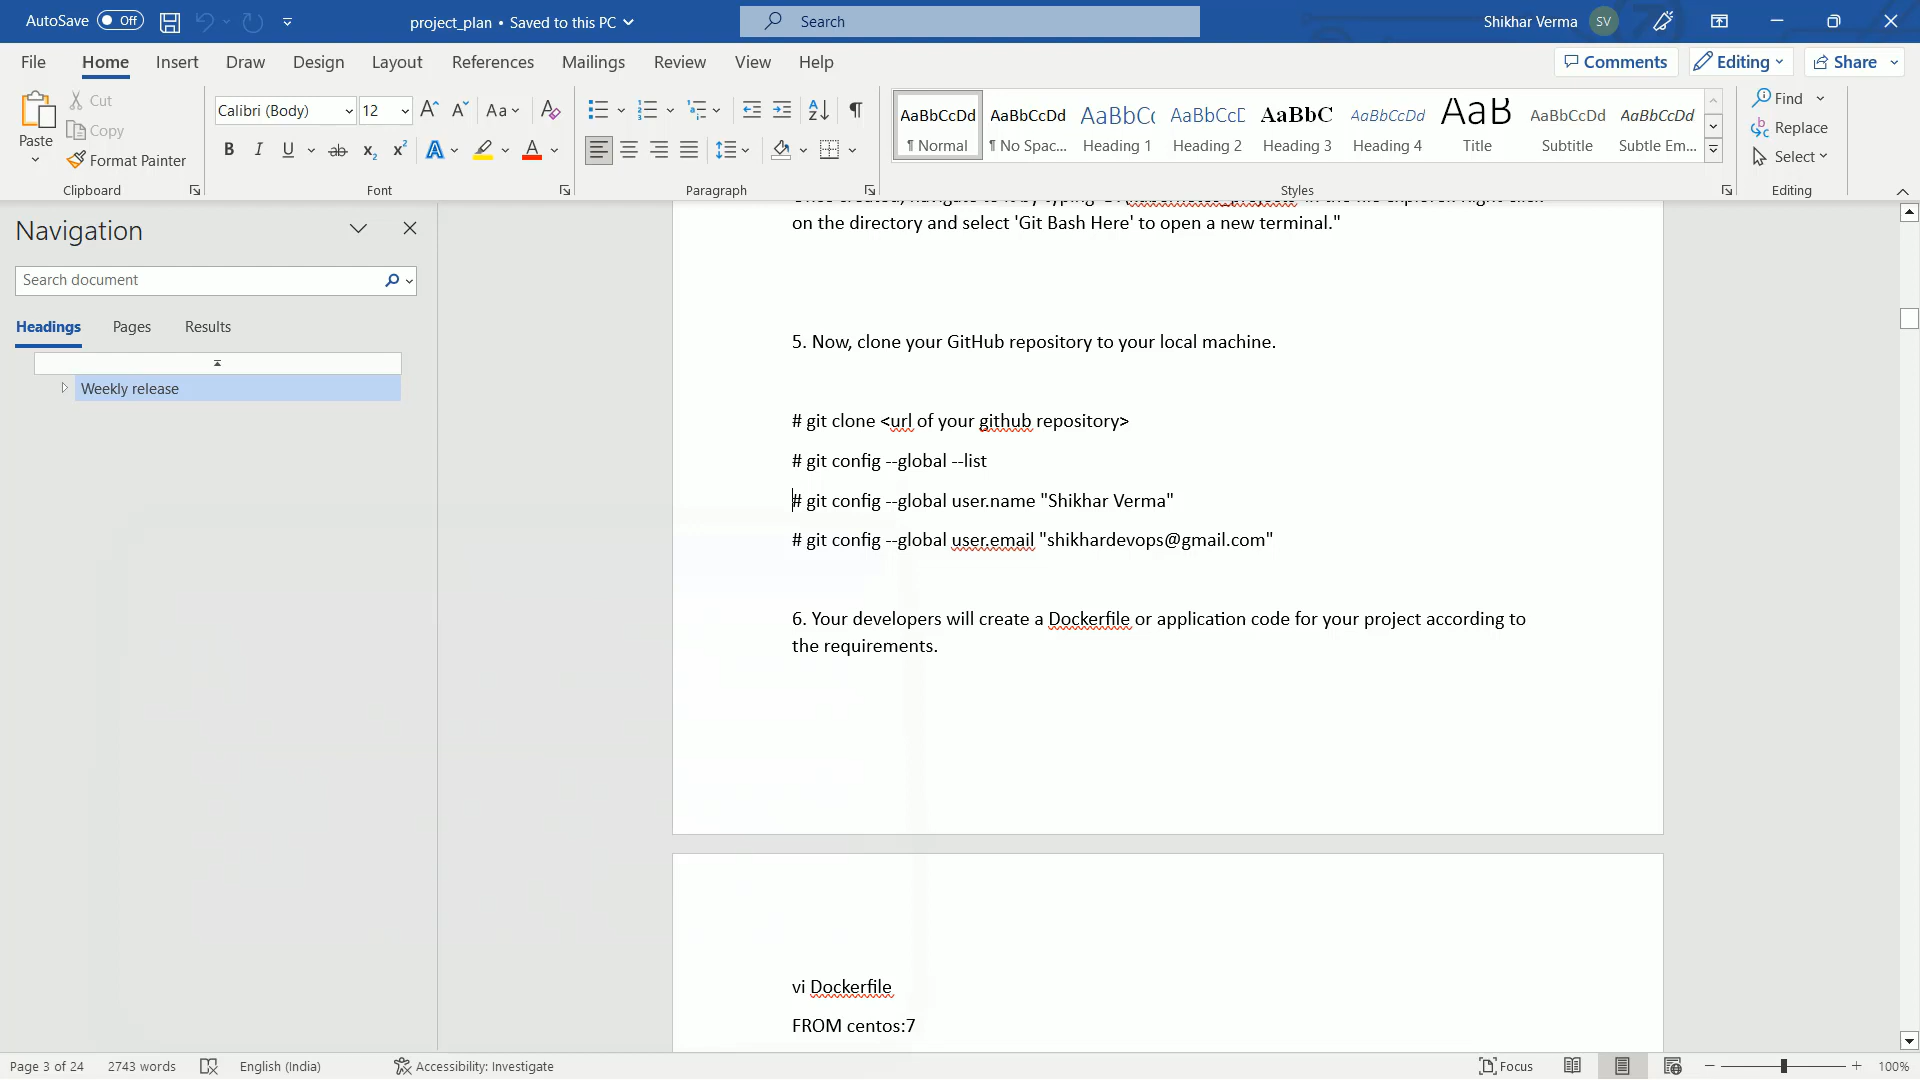 AutoSave Off project_plan • Saved to this PC Search Shikhar Verma SV
File Home Insert Draw Design Layout References Mailings Review View Help Comments Editing Share
Paste
Cut
Copy
Format Painter
Clipboard
Calibri (Body) 12
Font
Paragraph
AaBbCcDd AaBbCcDd AaBbC AaBbCcD AaBbC AaBbCcDd AaB AaBbCcDd AaBbCcDd
¶ Normal ¶ No Spac... Heading 1 Heading 2 Heading 3 Heading 4 Title Subtitle Subtle Em...
Styles
Find
Replace
Select
Editing
Navigation
Search document
Headings Pages Results
Weekly release
on the directory and select 'Git Bash Here' to open a new terminal."
5. Now, clone your GitHub repository to your local machine.
# git clone <url of your github repository>
# git config --global --list
# git config --global user.name "Shikhar Verma"
# git config --global user.email "shikhardevops@gmail.com"
6. Your developers will create a Dockerfile or application code for your project according to
the requirements.
vi Dockerfile
FROM centos:7
Page 3 of 24 2743 words English (India) Accessibility: Investigate Focus 100%